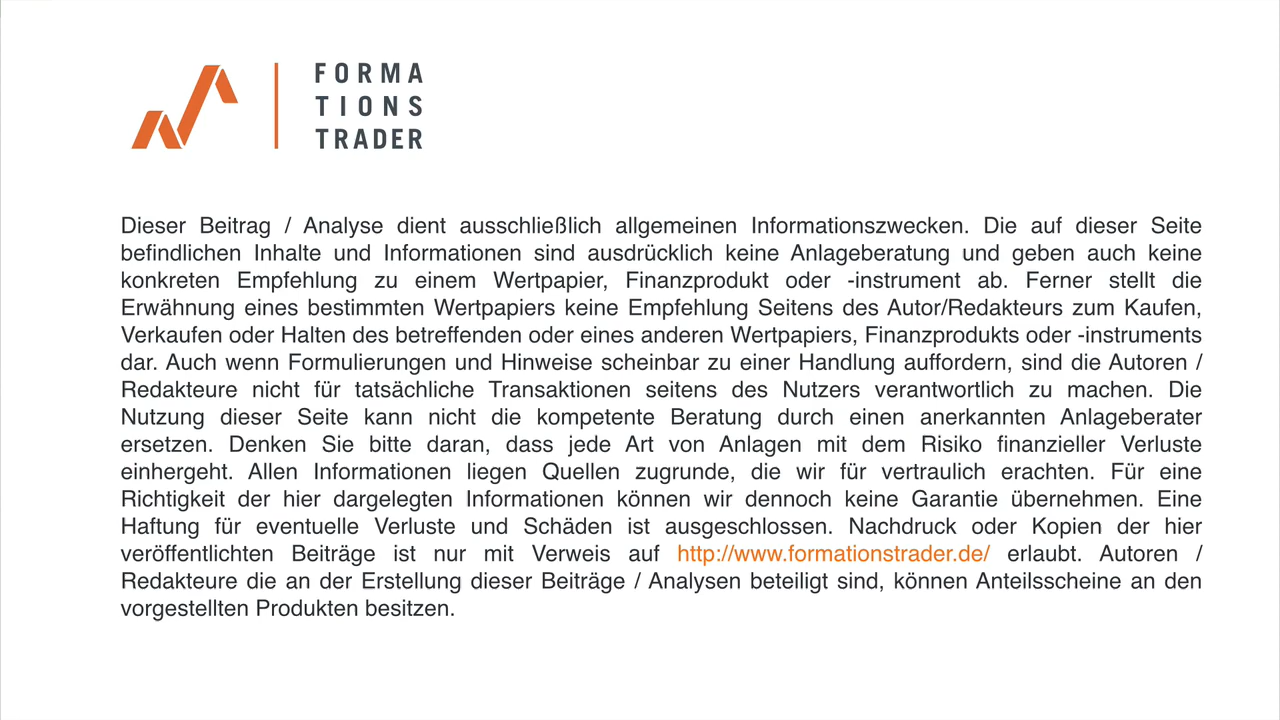 FORMA
TIONS
TRADER
Dieser Beitrag / Analyse dient ausschließlich allgemeinen Informationszwecken. Die auf dieser Seite
befindlichen Inhalte und Informationen sind ausdrücklich keine Anlageberatung und geben auch keine
konkreten Empfehlung zu einem Wertpapier, Finanzprodukt oder -instrument ab. Ferner stellt die
Erwähnung eines bestimmten Wertpapiers keine Empfehlung Seitens des Autor/Redakteurs zum Kaufen,
Verkaufen oder Halten des betreffenden oder eines anderen Wertpapiers, Finanzprodukts oder -instruments
dar. Auch wenn Formulierungen und Hinweise scheinbar zu einer Handlung auffordern, sind die Autoren /
Redakteure nicht für tatsächliche Transaktionen seitens des Nutzers verantwortlich zu machen. Die
Nutzung dieser Seite kann nicht die kompetente Beratung durch einen anerkannten Anlageberater
ersetzen. Denken Sie bitte daran, dass jede Art von Anlagen mit dem Risiko finanzieller Verluste
einhergeht. Allen Informationen liegen Quellen zugrunde, die wir für vertraulich erachten. Für eine
Richtigkeit der hier dargelegten Informationen können wir dennoch keine Garantie übernehmen. Eine
Haftung für eventuelle Verluste und Schäden ist ausgeschlossen. Nachdruck oder Kopien der hier
veröffentlichten Beiträge ist nur mit Verweis auf http://www.formationstrader.de/ erlaubt. Autoren /
Redakteure die an der Erstellung dieser Beiträge / Analysen beteiligt sind, können Anteilsscheine an den
vorgestellten Produkten besitzen.